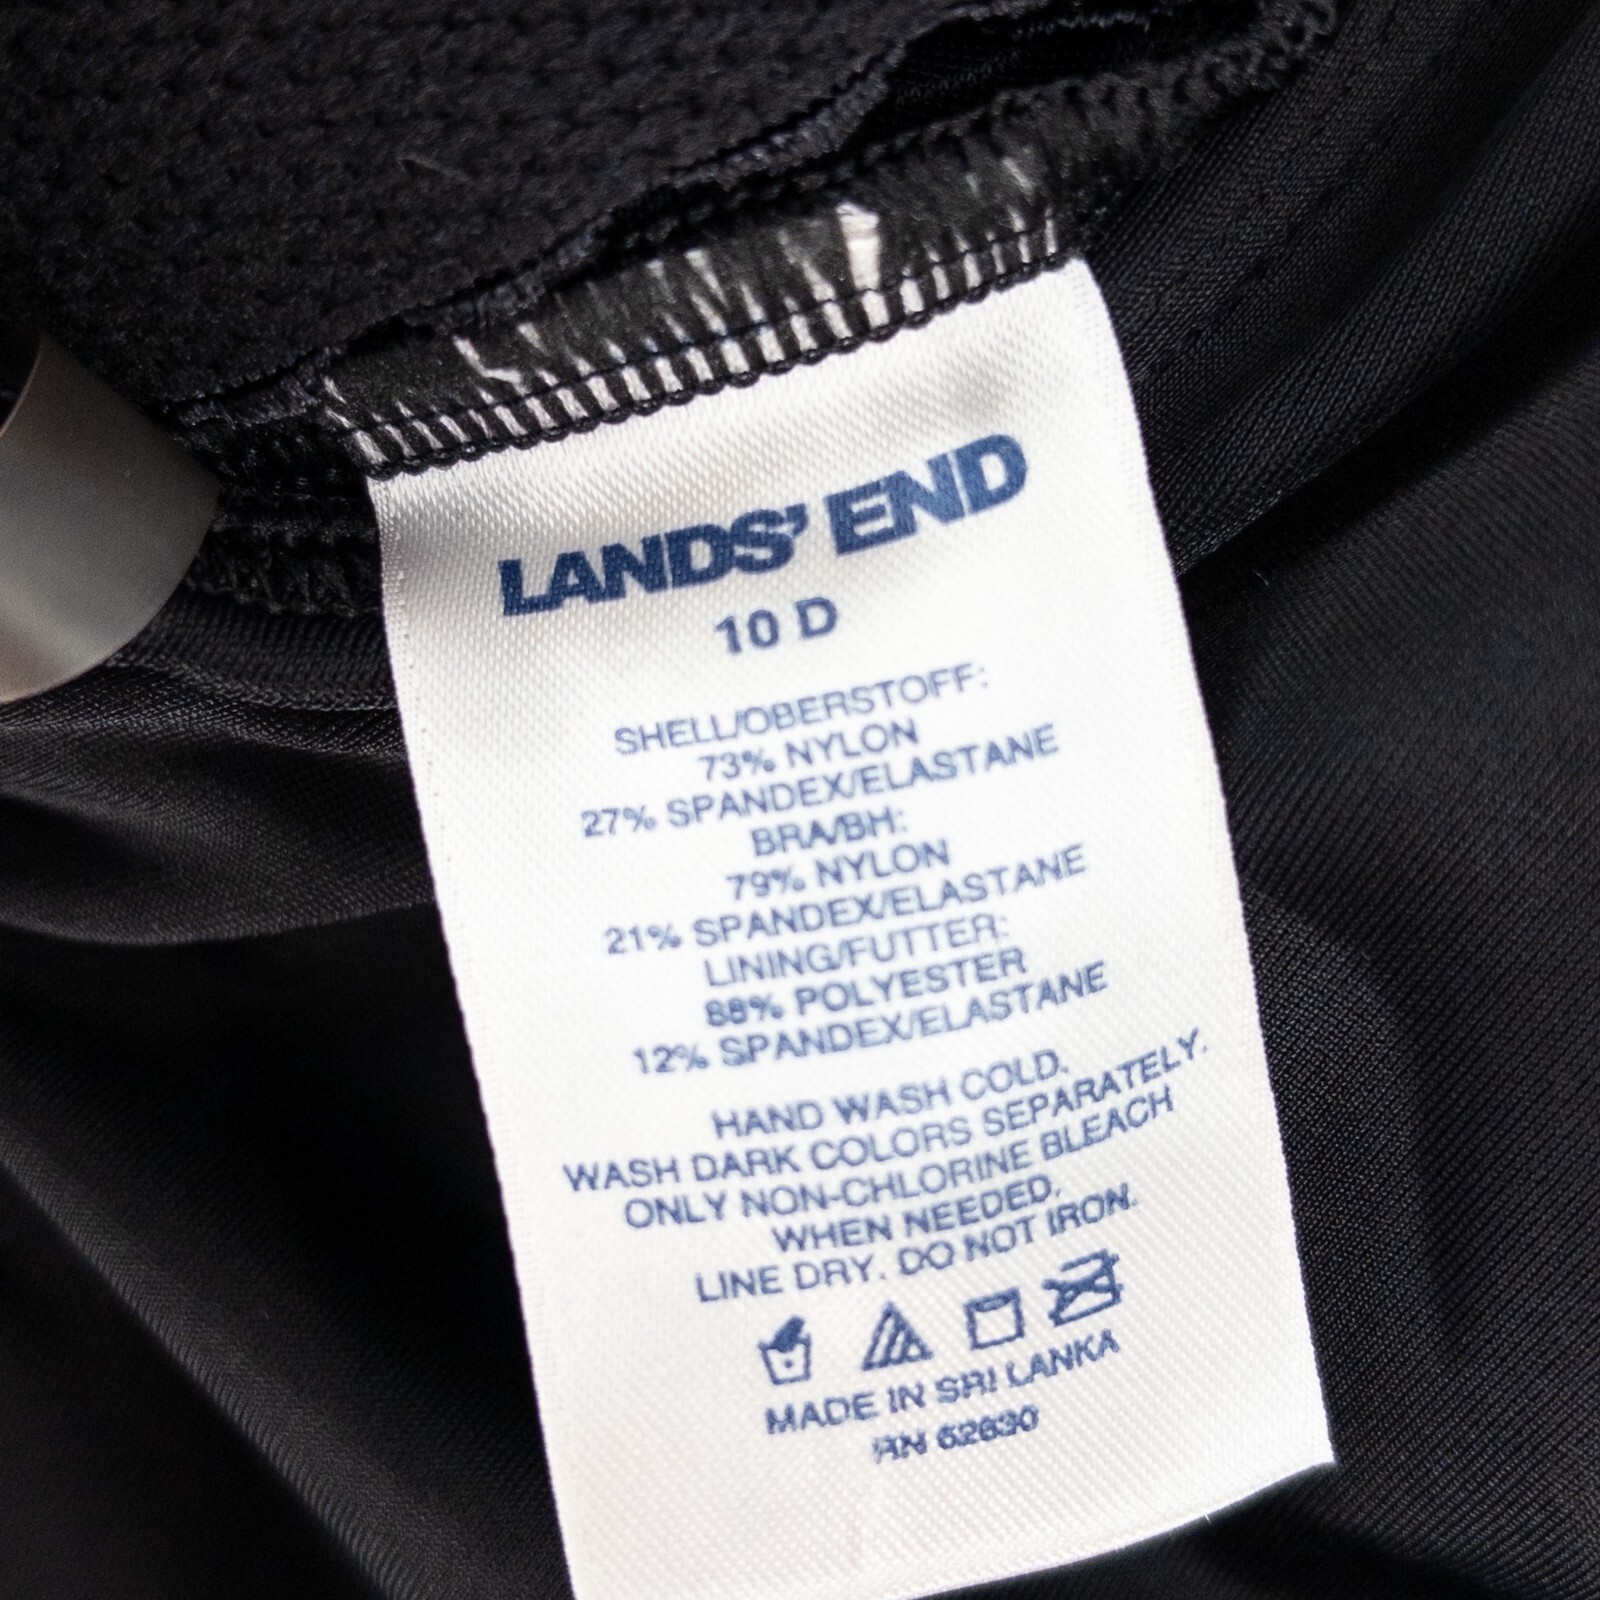 LANDS' END
10 D
SHELL/OBERSTOFF:
73% NYLON
27% SPANDEX/ELASTANE
BRA/BH:
79% NYLON
21% SPANDEX/ELASTANE
LINING/FUTTER:
88% POLYESTER
12% SPANDEX/ELASTANE
HAND WASH COLD.
WASH DARK COLORS SEPARATELY.
ONLY NON-CHLORINE BLEACH
WHEN NEEDED.
LINE DRY. DO NOT IRON.
MADE IN SRI LANKA
RN 62630